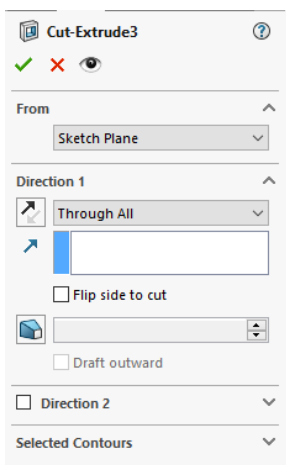 Cut-Extrude3
?
From
Sketch Plane
Direction 1
Through All
Flip side to cut
Draft outward
Direction 2
Selected Contours